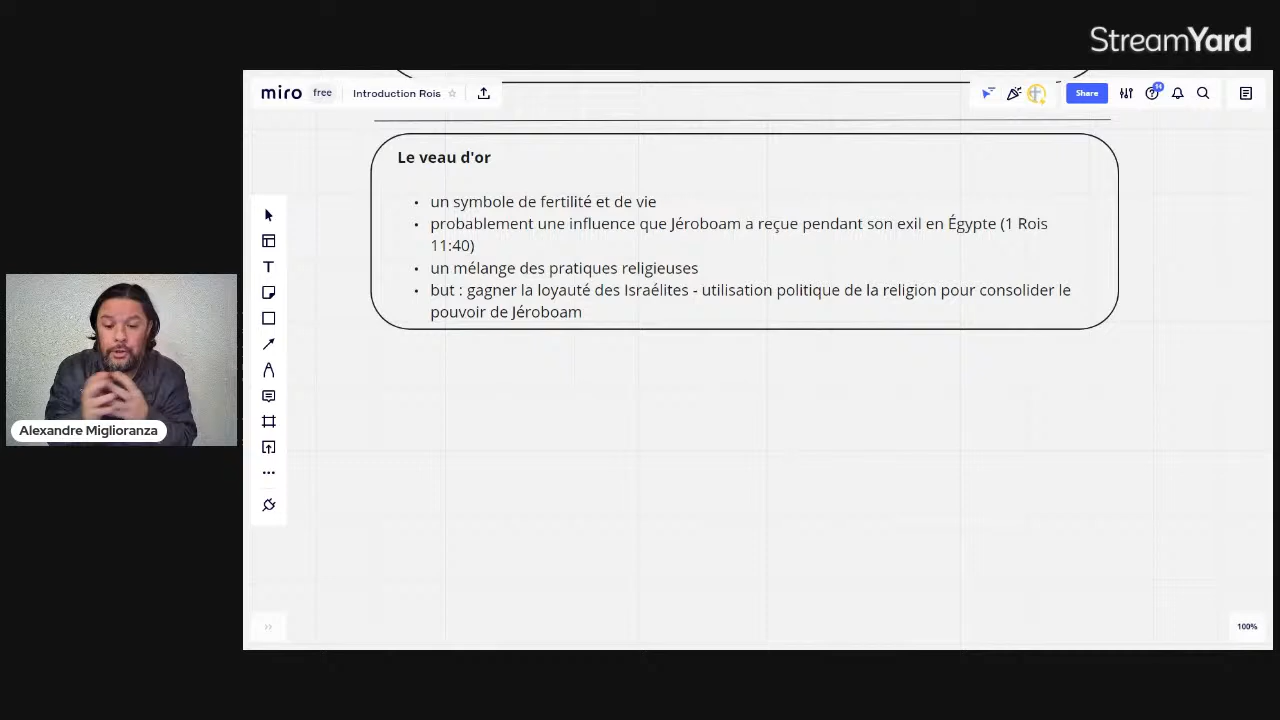 StreamYard
miro free Introduction Rois Share 14
Le veau d'or
• un symbole de fertilité et de vie
• probablement une influence que Jéroboam a reçue pendant son exil en Égypte (1 Rois
11:40)
• un mélange des pratiques religieuses
• but : gagner la loyauté des Israélites - utilisation politique de la religion pour consolider le
pouvoir de Jéroboam
Alexandre Miglioranza
100%